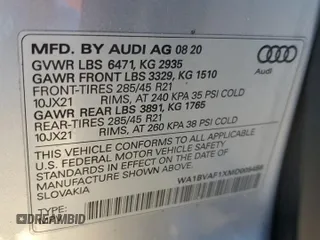 MFD. BY AUDI AG 08 20
GVWR LBS 6471, KG 2935
GAWR FRONT LBS 3329, KG 1510
FRONT-TIRES 285/45 R21
10JX21 RIMS, AT 240 KPA 35 PSI COLD
GAWR REAR LBS 3891, KG 1765
REAR-TIRES 285/45 R21
10JX21 RIMS, AT 260 KPA 38 PSI COLD
Audi
THIS VEHICLE CONFORMS TO ALL APPLICABLE
U.S. FEDERAL MOTOR VEHICLE SAFETY
STANDARDS IN EFFECT ON THE DATE OF
MANUFACTURE SHOWN ABOVE.
SLOVAKIA
TYPE: